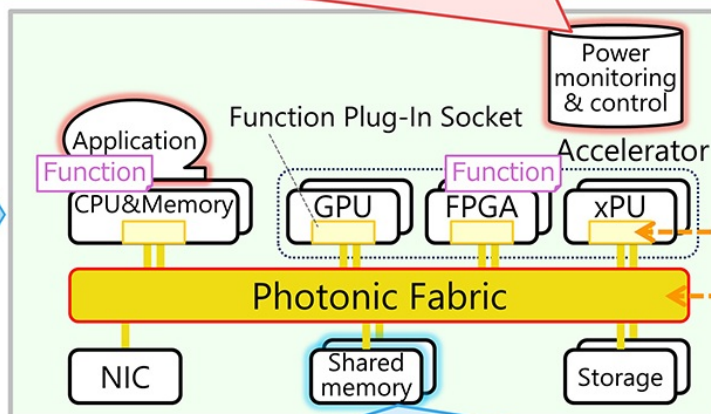 Power
monitoring
& control
Application
Function Plug-In Socket
Accelerator
Function
Function
CPU&Memory
GPU
FPGA
xPU
Photonic Fabric
NIC
Shared
memory
Storage